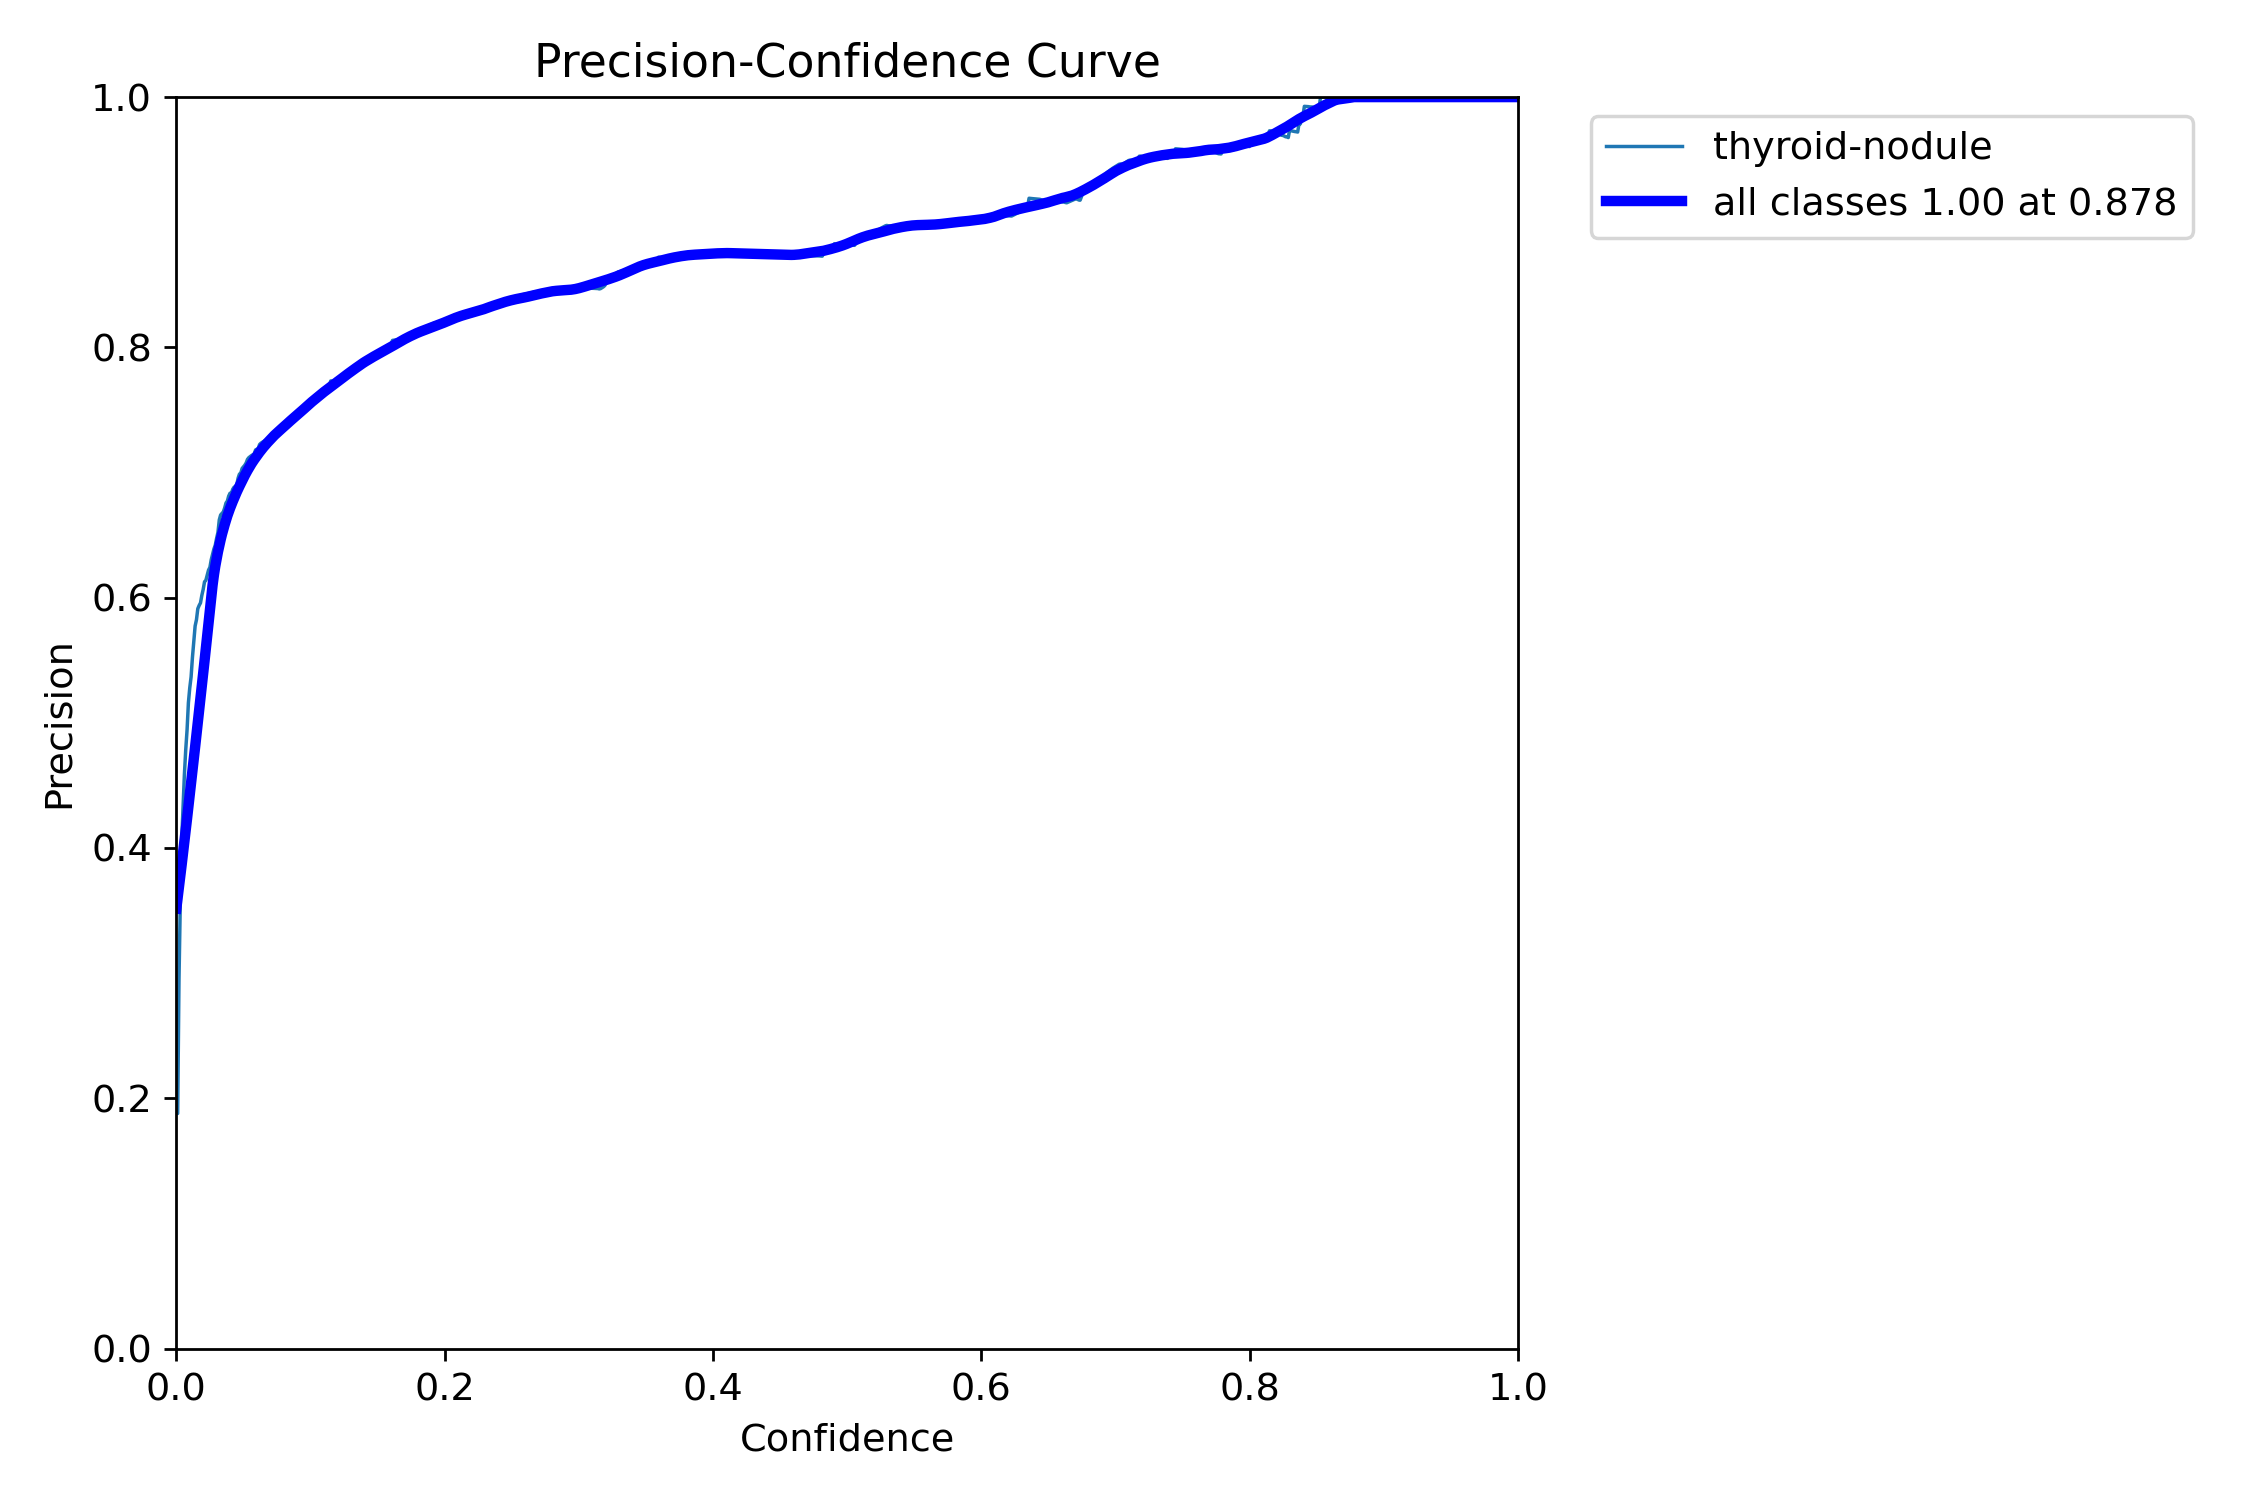 Precision-Confidence Curve
1.0
0.8
0.6
0.4
0.2
0.0
Precision
0.0 0.2 0.4 0.6 0.8 1.0
Confidence
thyroid-nodule
all classes 1.00 at 0.878